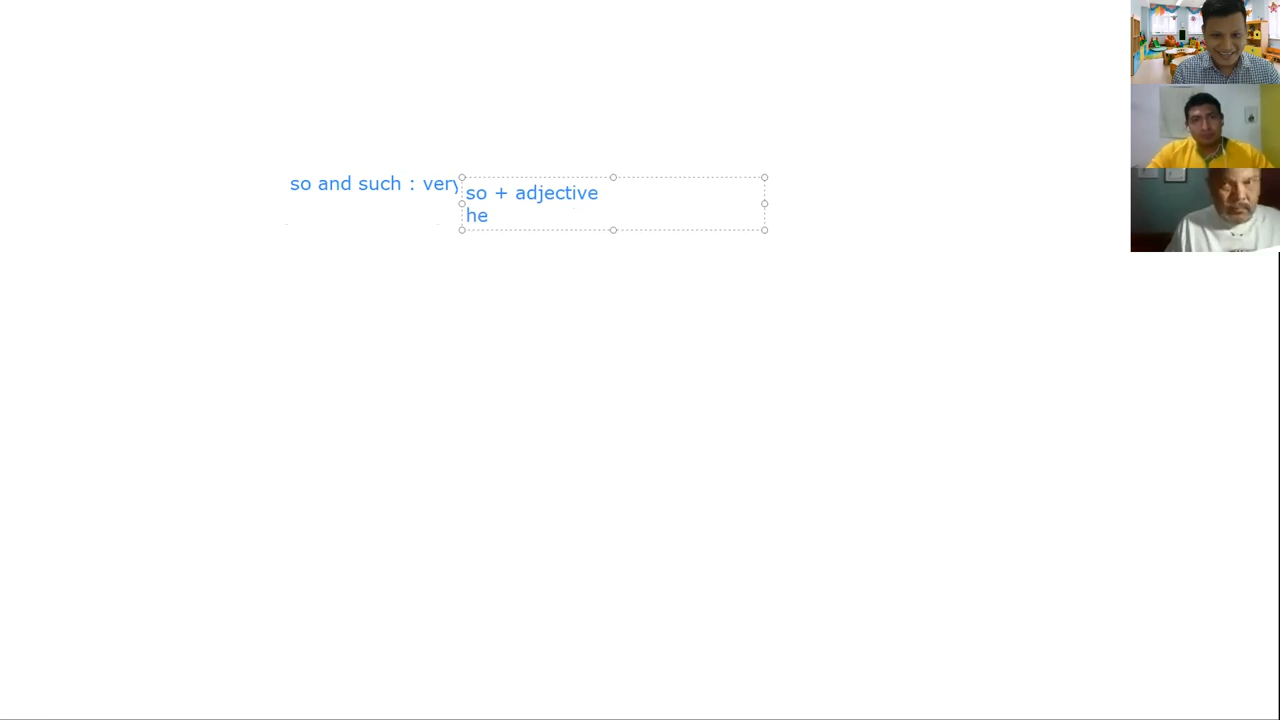 so and such : very
so + adjective
he